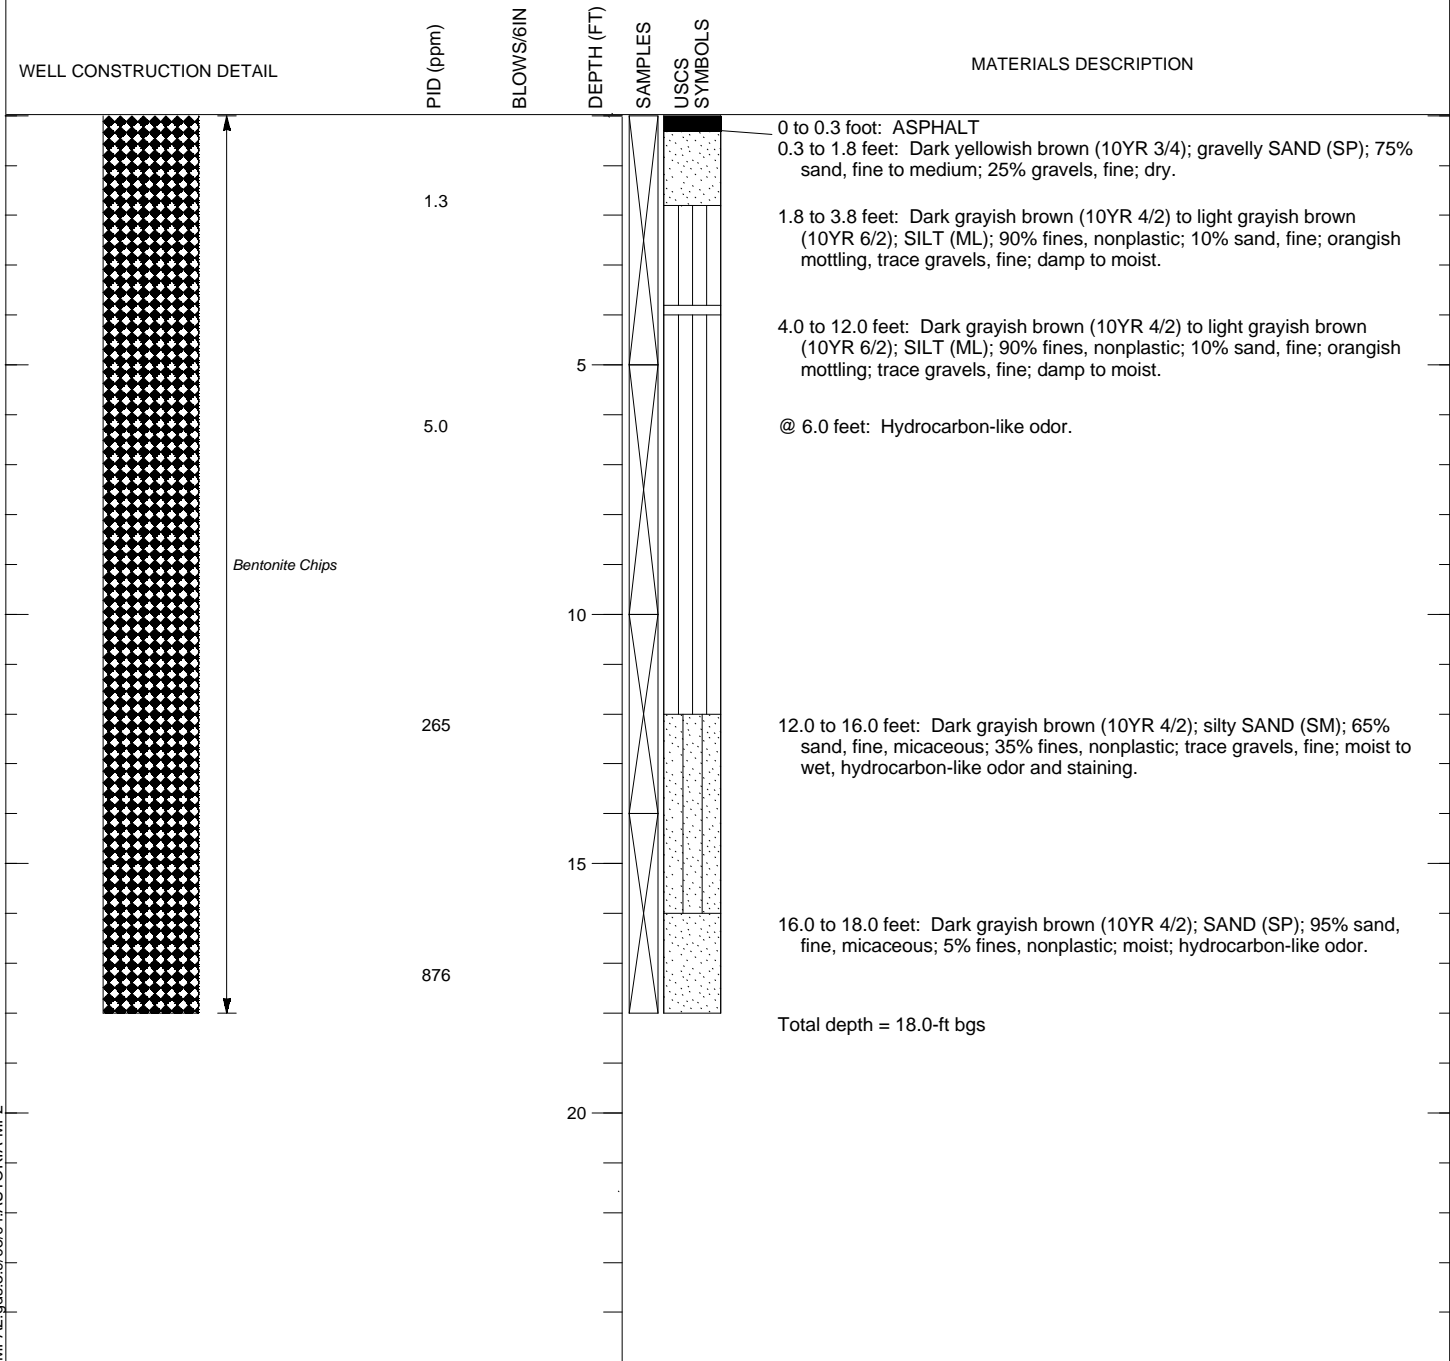 WELL CONSTRUCTION DETAIL
PID (ppm)
BLOWS/6IN
DEPTH (FT)
SAMPLES
USCS
SYMBOLS
MATERIALS DESCRIPTION
0 to 0.3 foot: ASPHALT
0.3 to 1.8 feet: Dark yellowish brown (10YR 3/4); gravelly SAND (SP); 75%
sand, fine to medium; 25% gravels, fine; dry.
1.3
1.8 to 3.8 feet: Dark grayish brown (10YR 4/2) to light grayish brown
(10YR 6/2); SILT (ML); 90% fines, nonplastic; 10% sand, fine; orangish
mottling, trace gravels, fine; damp to moist.
4.0 to 12.0 feet: Dark grayish brown (10YR 4/2) to light grayish brown
(10YR 6/2); SILT (ML); 90% fines, nonplastic; 10% sand, fine; orangish
mottling; trace gravels, fine; damp to moist.
5
5.0
@ 6.0 feet: Hydrocarbon-like odor.
Bentonite Chips
10
265
12.0 to 16.0 feet: Dark grayish brown (10YR 4/2); silty SAND (SM); 65%
sand, fine, micaceous; 35% fines, nonplastic; trace gravels, fine; moist to
wet, hydrocarbon-like odor and staining.
15
16.0 to 18.0 feet: Dark grayish brown (10YR 4/2); SAND (SP); 95% sand,
fine, micaceous; 5% fines, nonplastic; moist; hydrocarbon-like odor.
876
Total depth = 18.0-ft bgs
20